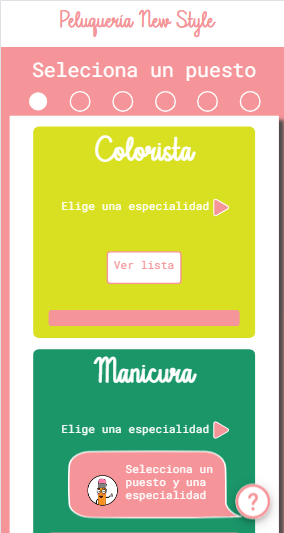 Peluquería New Style
Seleciona un puesto
Colorista
Elige una especialidad
Ver lista
Manicura
Elige una especialidad
Selecciona un
puesto y una
especialidad
?